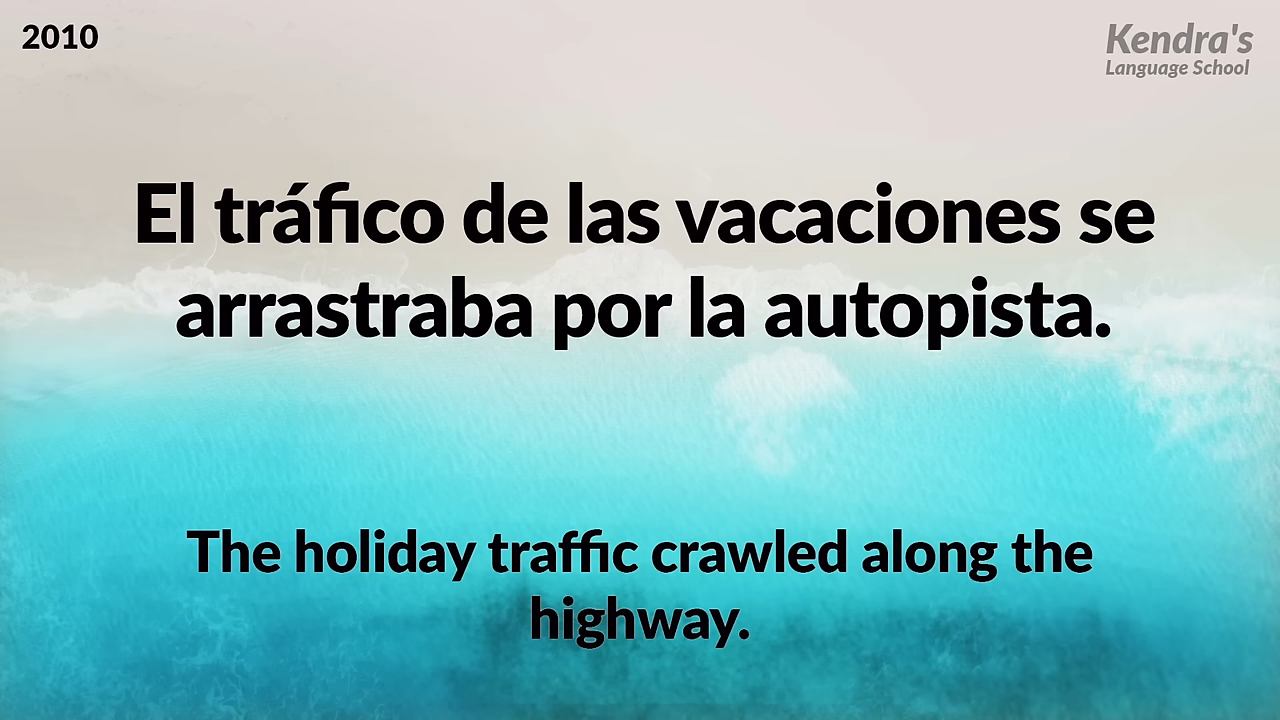 2010
Kendra's
Language School
El tráfico de las vacaciones se
arrastraba por la autopista.
The holiday traffic crawled along the
highway.